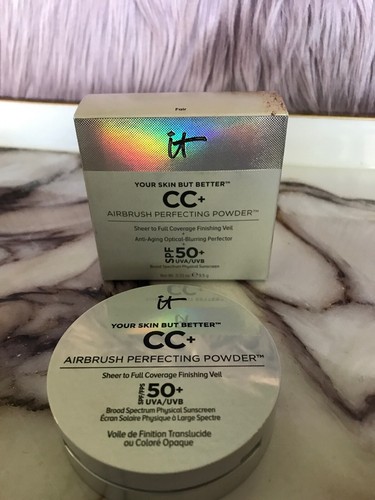 Fair
it
YOUR SKIN BUT BETTER™
CC+
AIRBRUSH PERFECTING POWDER™
Sheer to Full Coverage Finishing Veil
+
Anti-Aging Optical-Blurring Perfector
SPF 50+
UVA/UVB
Broad Spectrum Physical Sunscreen
it
YOUR SKIN BUT BETTER™
CC+
AIRBRUSH PERFECTING POWDER™
Sheer to Full Coverage Finishing Veil
SPF/FPS 50+
UVA/UVB
Broad Spectrum Physical Sunscreen
Écran Solaire Physique à Large Spectre
Voile de Finition Translucide
au Coloré Opaque